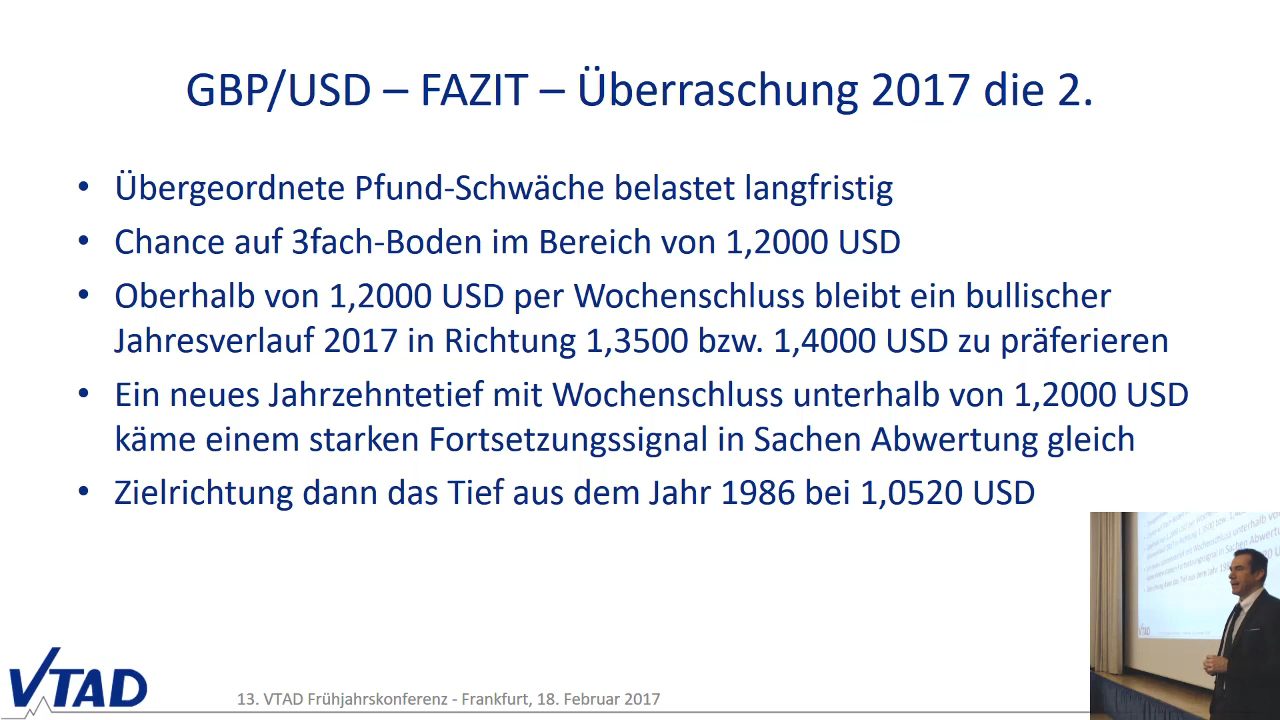 GBP/USD – FAZIT – Überraschung 2017 die 2.
• Übergeordnete Pfund-Schwäche belastet langfristig
• Chance auf 3fach-Boden im Bereich von 1,2000 USD
• Oberhalb von 1,2000 USD per Wochenschluss bleibt ein bullischer
Jahresverlauf 2017 in Richtung 1,3500 bzw. 1,4000 USD zu präferieren
• Ein neues Jahrzehntetief mit Wochenschluss unterhalb von 1,2000 USD
käme einem starken Fortsetzungssignal in Sachen Abwertung gleich
• Zielrichtung dann das Tief aus dem Jahr 1986 bei 1,0520 USD
VTAD
13. VTAD Frühjahrskonferenz - Frankfurt, 18. Februar 2017